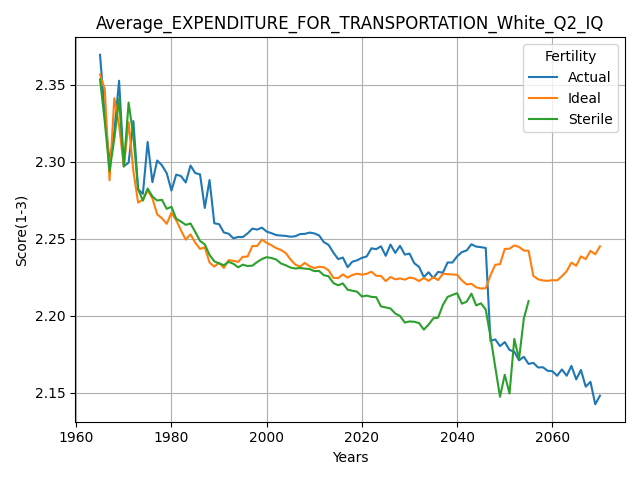 Average_EXPENDITURE_FOR_TRANSPORTATION_White_Q2_IQ
Fertility
Actual
Ideal
Sterile
Score(1-3)
2.35
2.30
2.25
2.20
2.15
1960
1980
2000
2020
2040
2060
Years